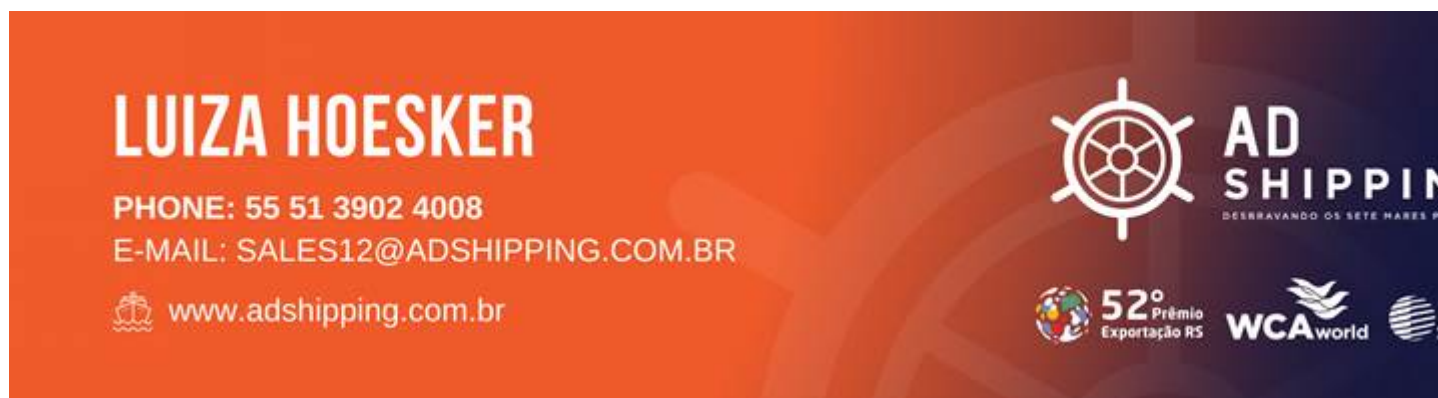 LUIZA HOESKER
PHONE: 55 51 3902 4008
E-MAIL: SALES12@ADSHIPPING.COM.BR
www.adshipping.com.br
AD
SHIPPIN
DESBRAVANDO OS SETE MARES P
52º Prêmio
Exportação RS
WCAworld